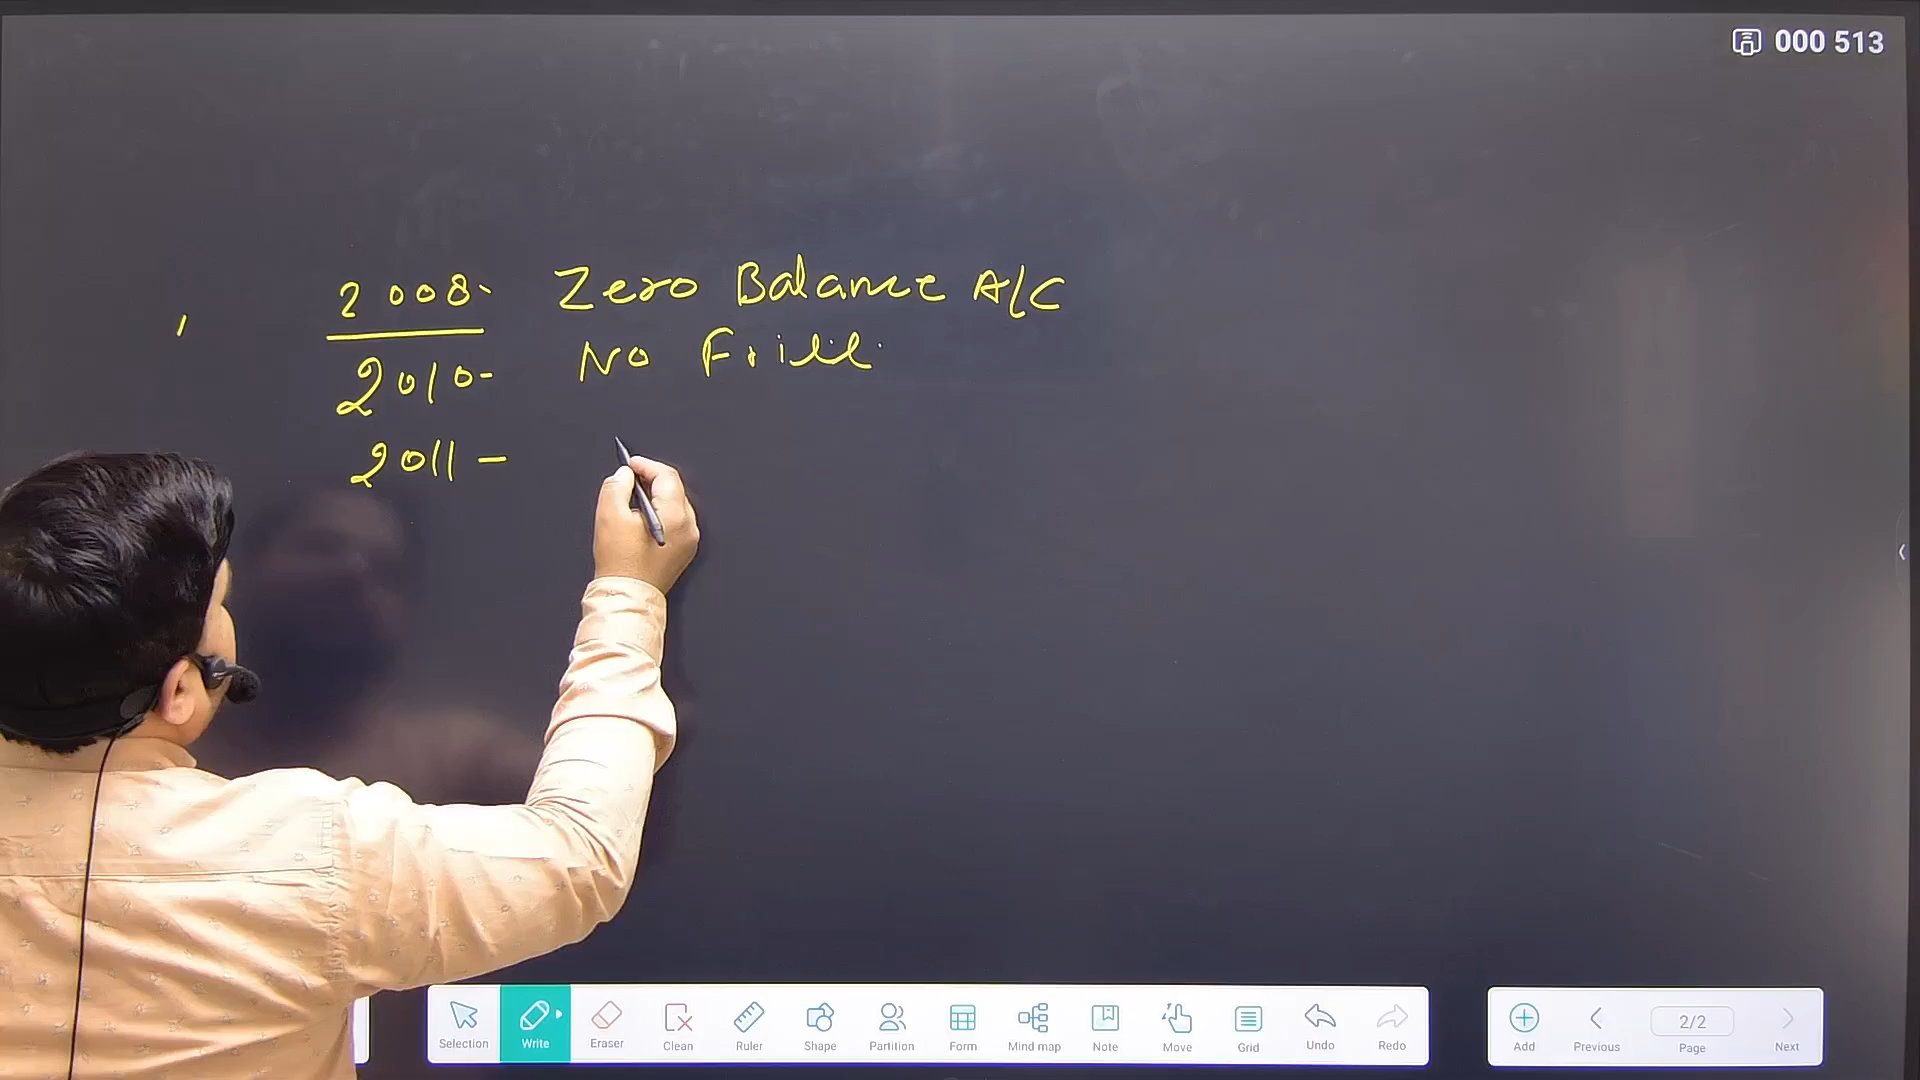 000 513
2008- Zero Balance A/C
2010- No Frill
2011 -
Selection Write Eraser Clean Ruler Shape Partition Form Mind map Note Move Grid Undo Redo
Add Previous 2/2 Page Next